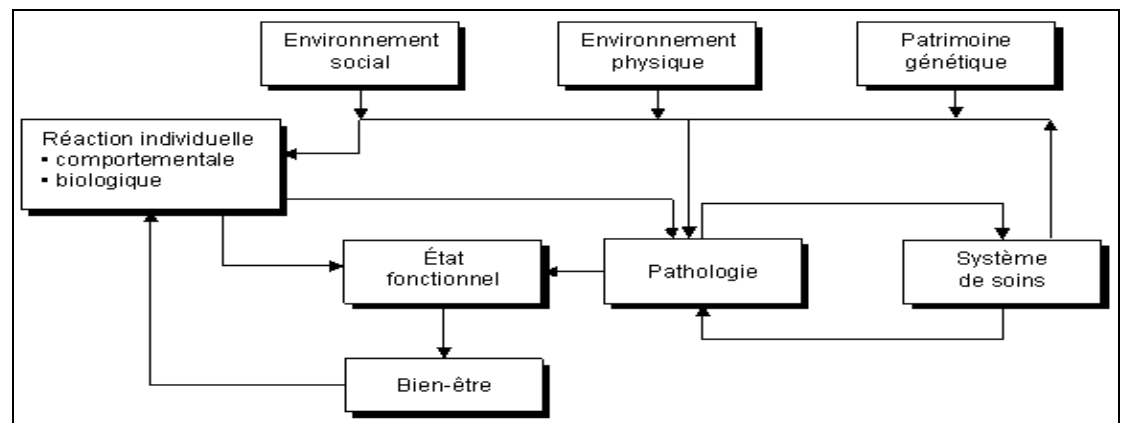 Environnement
social
Environnement
physique
Patrimoine
génétique
Réaction individuelle
▪ comportementale
▪ biologique
État
fonctionnel
Pathologie
Système
de soins
Bien-être